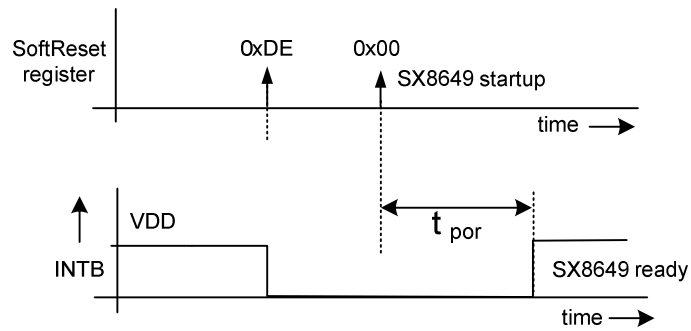 SoftReset
register
0xDE
0x00
SX8649 startup
time
VDD
t por
INTB
SX8649 ready
time